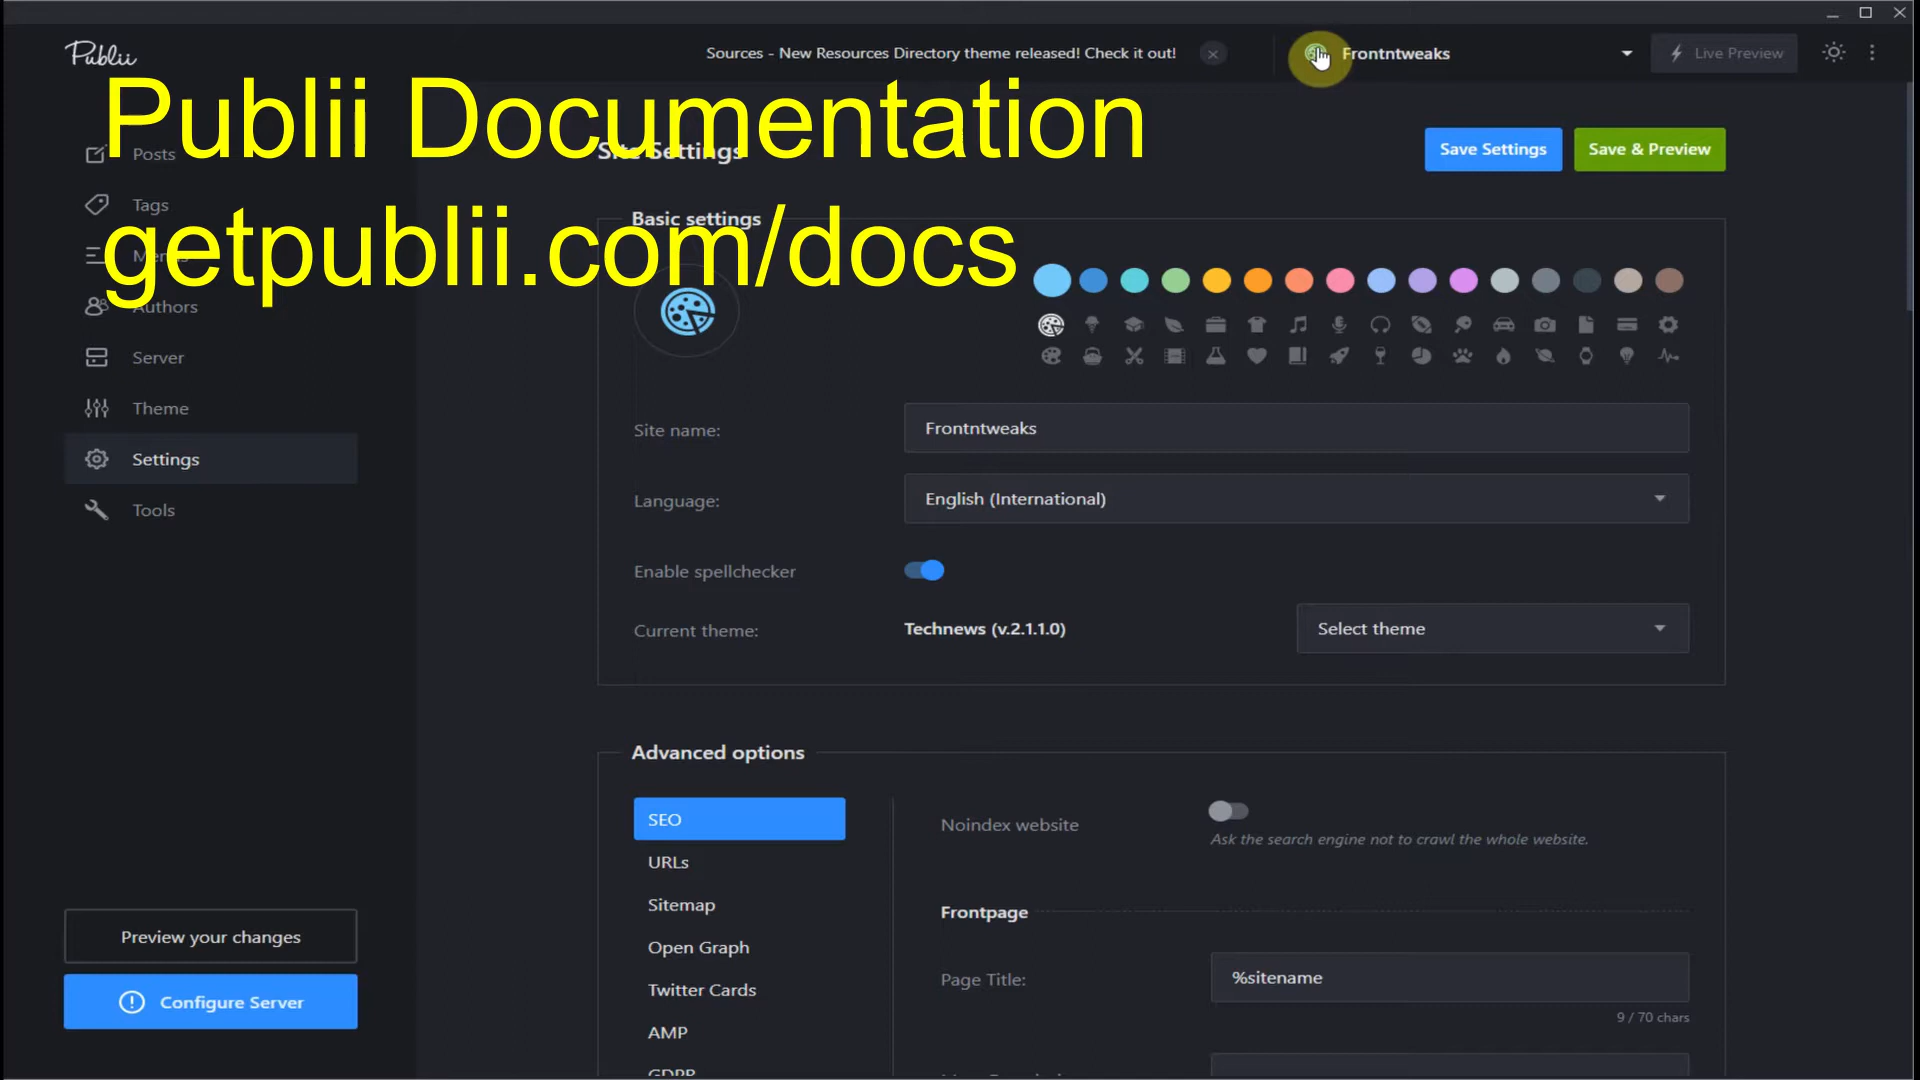 Publii
Sources - New Resources Directory theme released! Check it out!
Frontntweaks
Live Preview
Publii Documentation
getpublii.com/docs
Posts
Tags
Authors
Server
Theme
Settings
Tools
Preview your changes
Configure Server
Site Settings
Save Settings
Save & Preview
Basic settings
Site name:
Frontntweaks
Language:
English (International)
Enable spellchecker
Current theme:
Technews (v.2.1.1.0)
Select theme
Advanced options
SEO
URLs
Sitemap
Open Graph
Twitter Cards
AMP
GDPR
Noindex website
Ask the search engine not to crawl the whole website.
Frontpage
Page Title:
%sitename
9 / 70 chars